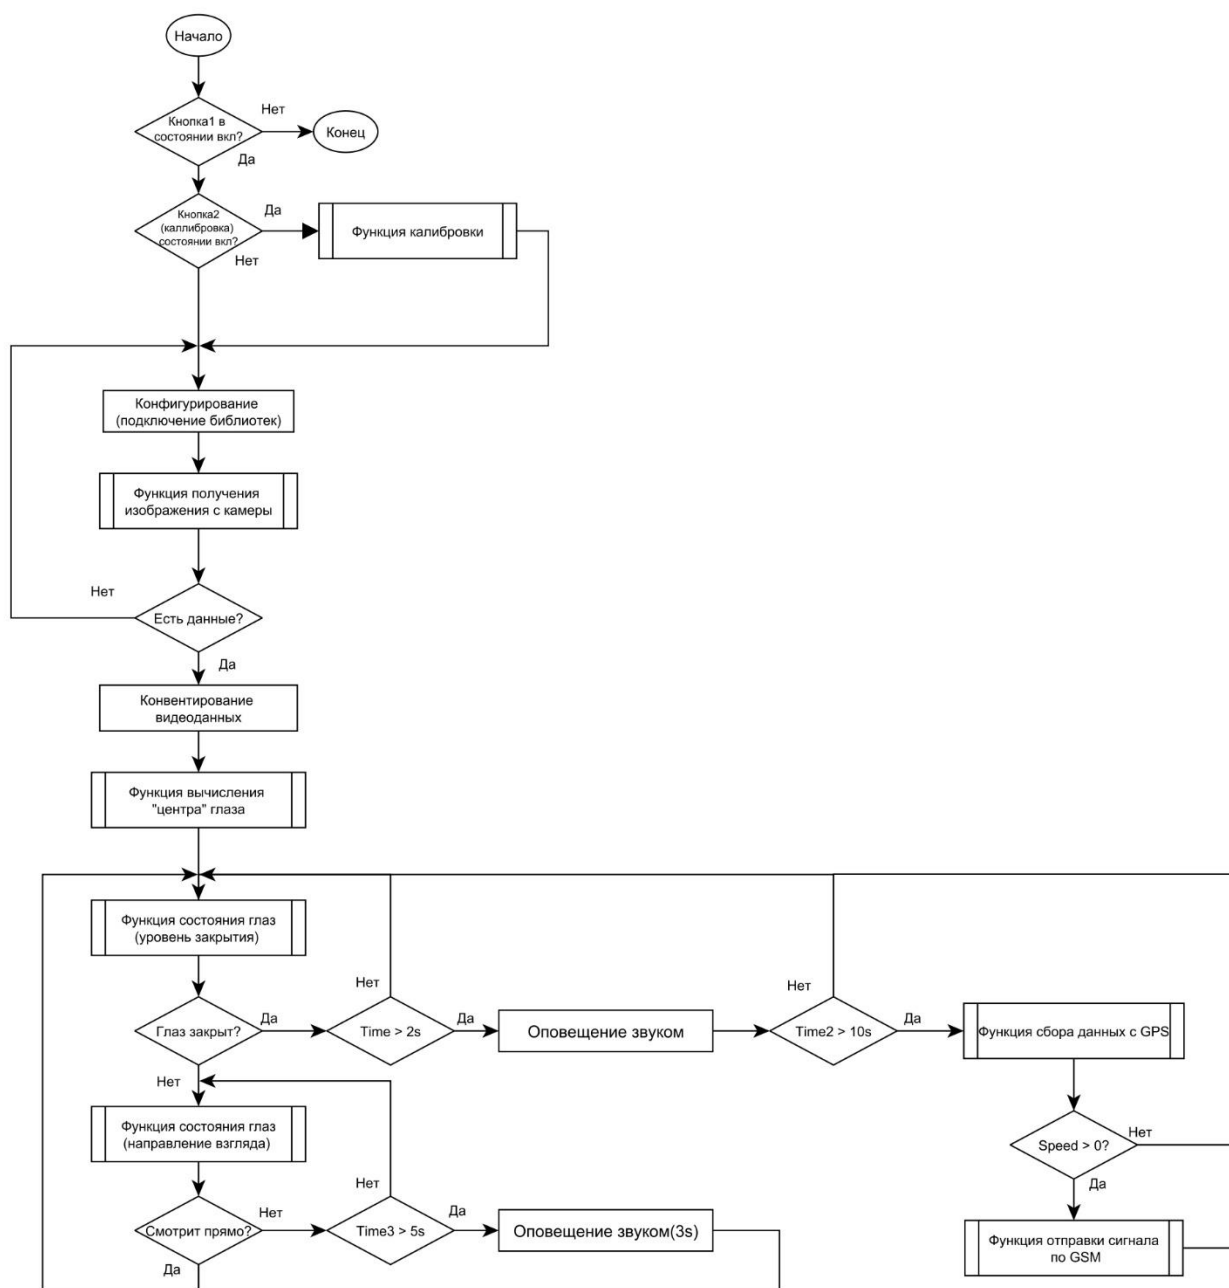 Начало
Кнопка1 в
состоянии вкл?
Нет
Конец
Да
Кнопка2
(каллибровка)
состоянии вкл?
Да
Функция калибровки
Нет
Конфигурирование
(подключение библиотек)
Функция получения
изображения с камеры
Нет
Есть данные?
Да
Конвентирование
видеоданных
Функция вычисления
"центра" глаза
Функция состояния глаз
(уровень закрытия)
Глаз закрыт?
Да
Нет
Time > 2s
Да
Оповещение звуком
Нет
Time2 > 10s
Да
Функция сбора данных с GPS
Нет
Функция состояния глаз
(направление взгляда)
Speed > 0?
Нет
Да
Смотрит прямо?
Нет
Нет
Time3 > 5s
Да
Оповещение звуком(3s)
Функция отправки сигнала
по GSM
Да